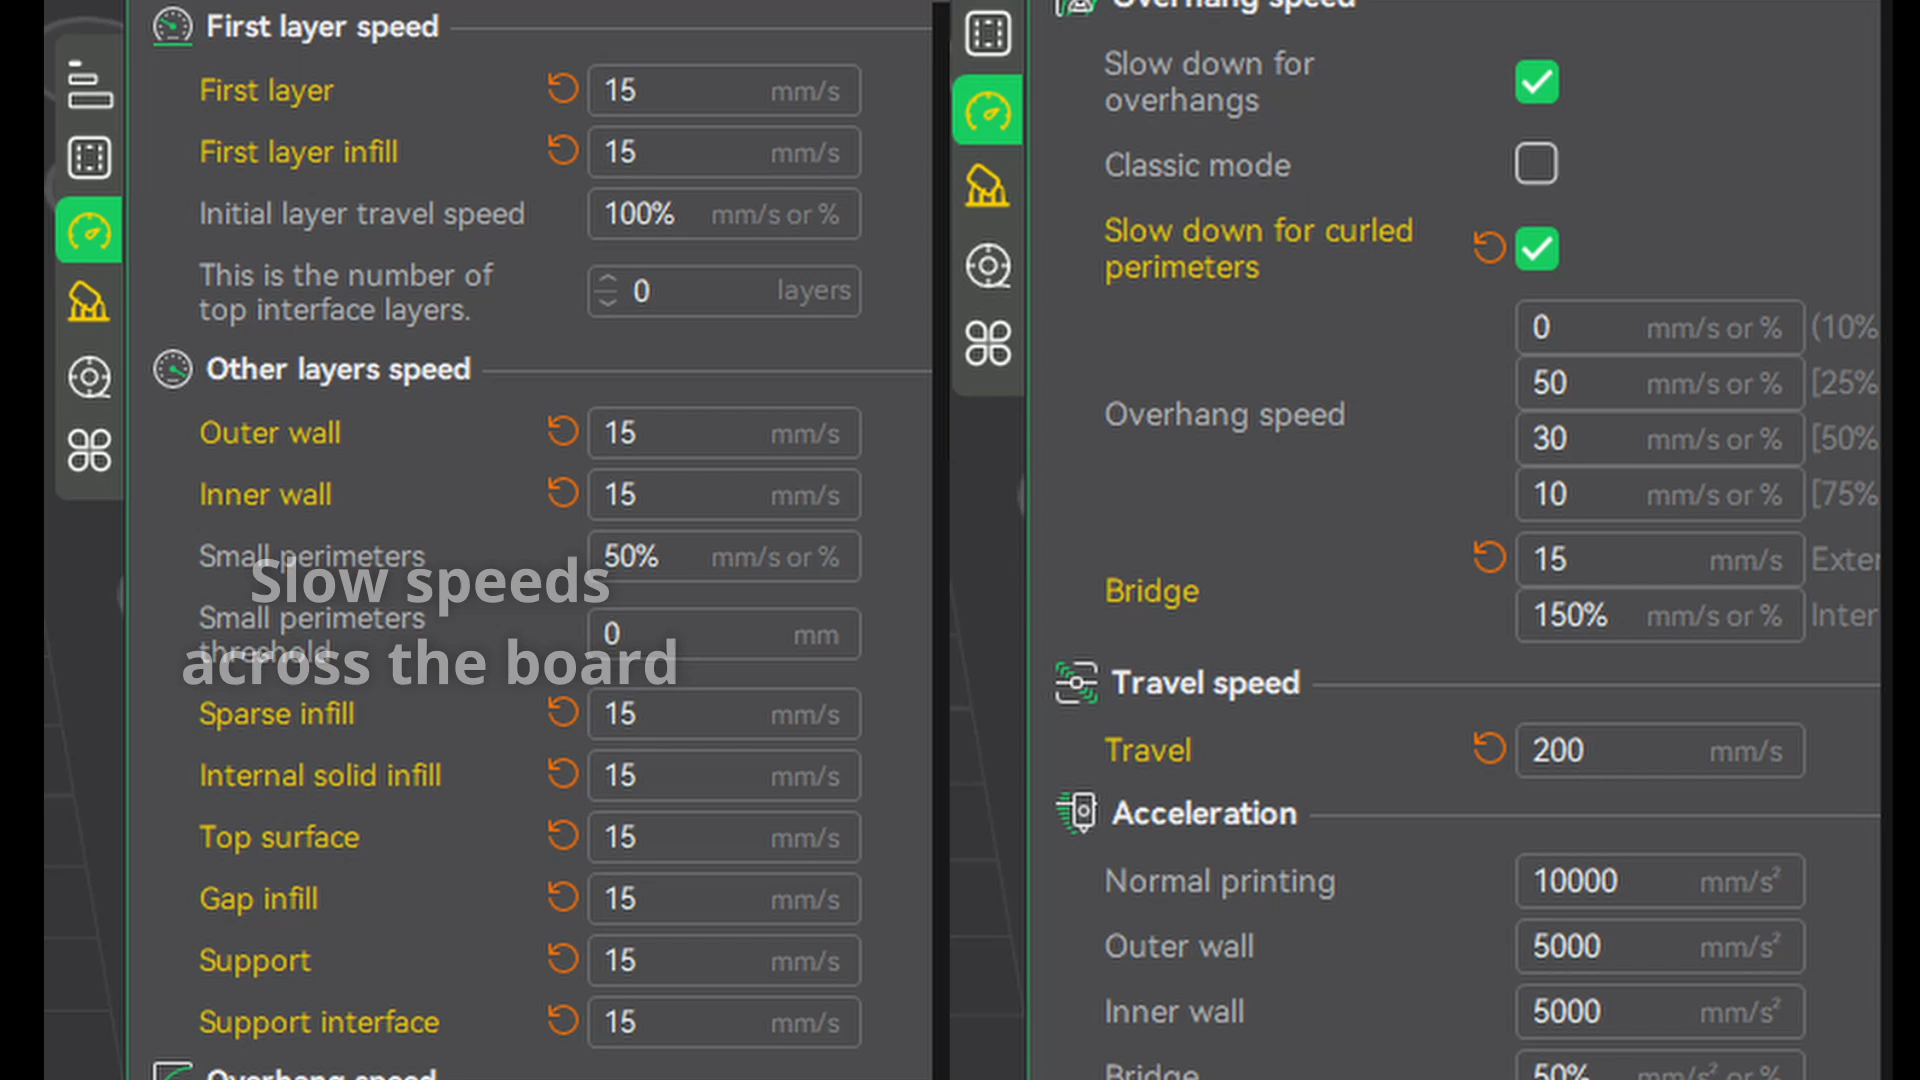 First layer speed
First layer 15 mm/s
First layer infill 15 mm/s
Initial layer travel speed 100% mm/s or %
This is the number of
top interface layers. 0 layers
Other layers speed
Outer wall 15 mm/s
Inner wall 15 mm/s
Small perimeters 50% mm/s or %
Small perimeters
threshold 0 mm
Slow speeds
across the board
Sparse infill 15 mm/s
Internal solid infill 15 mm/s
Top surface 15 mm/s
Gap infill 15 mm/s
Support 15 mm/s
Support interface 15 mm/s
Overhang speed
Overhang speed
Slow down for
overhangs
Classic mode
Slow down for curled
perimeters
Overhang speed
0 mm/s or % (10%
50 mm/s or % [25%
30 mm/s or % [50%
10 mm/s or % [75%
Bridge
15 mm/s Exter
150% mm/s or % Inter
Travel speed
Travel 200 mm/s
Acceleration
Normal printing 10000 mm/s²
Outer wall 5000 mm/s²
Inner wall 5000 mm/s²
Bridge 50% mm/s² or %